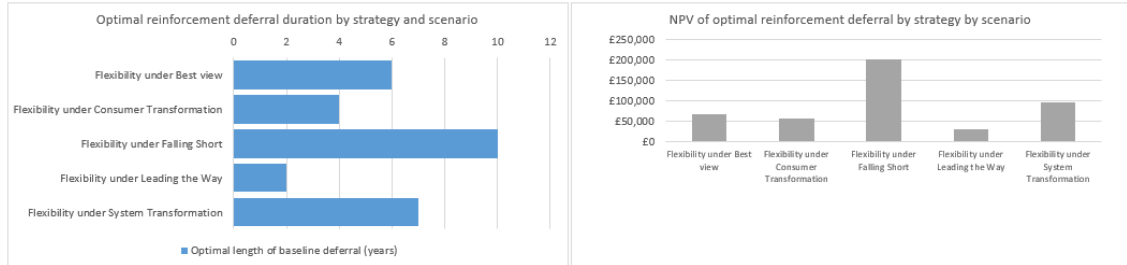 Optimal reinforcement deferral duration by strategy and scenario
0 2 4 6 8 10 12
Flexibility under Best view
Flexibility under Consumer Transformation
Flexibility under Falling Short
Flexibility under Leading the Way
Flexibility under System Transformation
Optimal length of baseline deferral (years)
NPV of optimal reinforcement deferral by strategy by scenario
£250,000
£200,000
£150,000
£100,000
£50,000
£0
Flexibility under Best
view
Flexibility under
Consumer
Transformation
Flexibility under
Falling Short
Flexibility under
Leading the Way
Flexibility under
System
Transformation